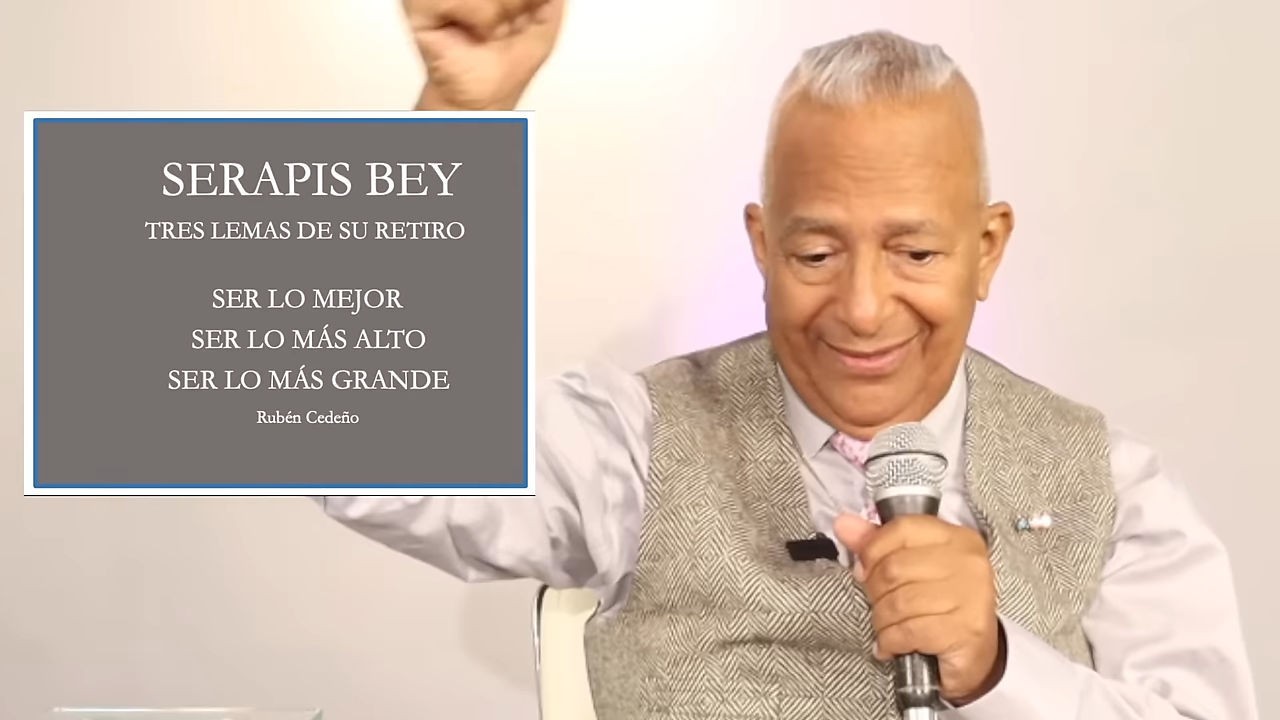 SERAPIS BEY
TRES LEMAS DE SU RETIRO
SER LO MEJOR
SER LO MÁS ALTO
SER LO MÁS GRANDE
Rubén Cedeño